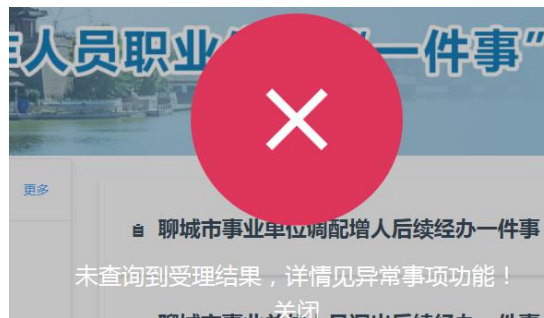 人员职业
一件事”
更多
聊城市事业单位调配增人后续经办一件事
未查询到受理结果，详情见异常事项功能！
关闭